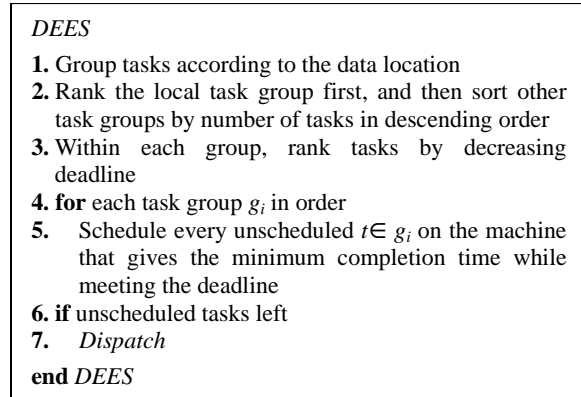 DEES
1. Group tasks according to the data location
2. Rank the local task group first, and then sort other
task groups by number of tasks in descending order
3. Within each group, rank tasks by decreasing
deadline
4. for each task group gi in order
5. Schedule every unscheduled t∈ gi on the machine
that gives the minimum completion time while
meeting the deadline
6. if unscheduled tasks left
7. Dispatch
end DEES